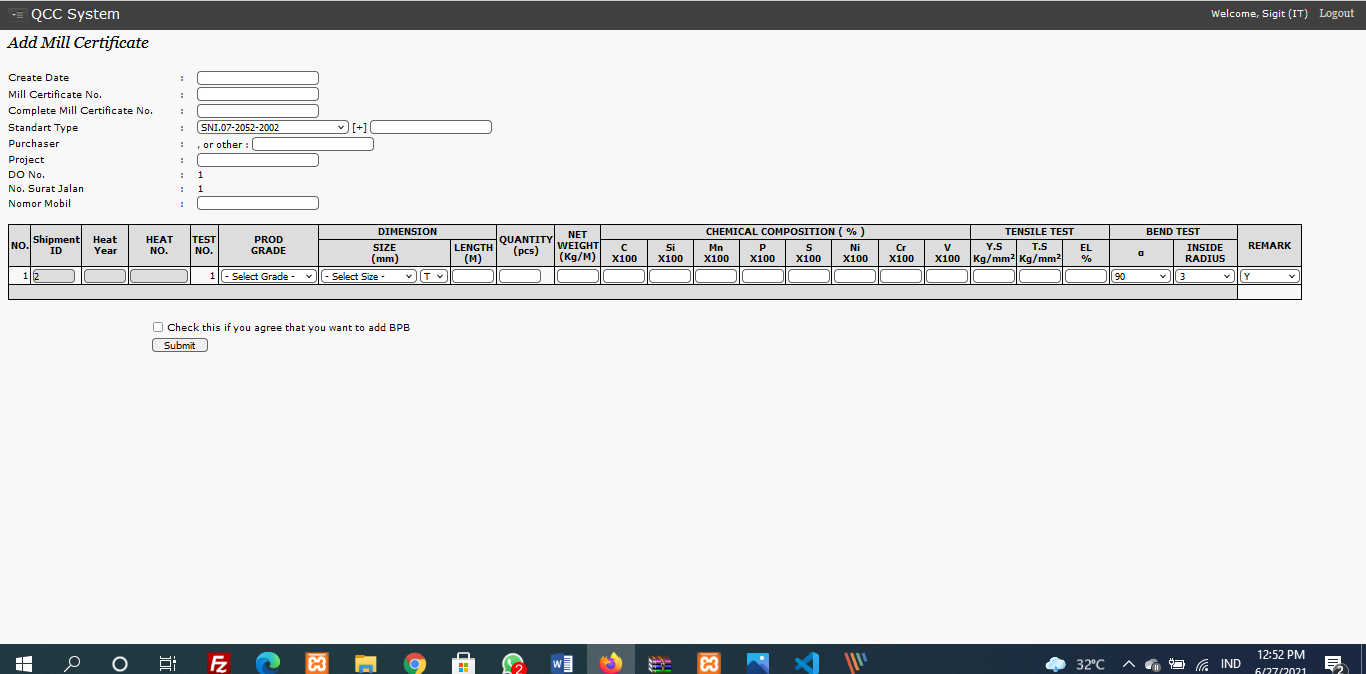 QCC System
Welcome, Sigit (IT) Logout
Add Mill Certificate
Create Date :
Mill Certificate No. :
Complete Mill Certificate No. :
Standart Type : SNI.07-2052-2002 [+]
Purchaser : , or other :
Project :
DO No. : 1
No. Surat Jalan : 1
Nomor Mobil :
NO. Shipment ID Heat Year HEAT NO. TEST NO. PROD GRADE DIMENSION QUANTITY (pcs) NET WEIGHT (Kg/M) CHEMICAL COMPOSITION ( % ) TENSILE TEST BEND TEST REMARK
SIZE (mm) LENGTH (M) C X100 Si X100 Mn X100 P X100 S X100 Ni X100 Cr X100 V X100 Y.S Kg/mm² T.S Kg/mm² EL % α INSIDE RADIUS
1 2 1 - Select Grade - - Select Size - T 90 3 Y
Check this if you agree that you want to add BPB
Submit
32°C IND 12:52 PM
6/27/2021
2
2